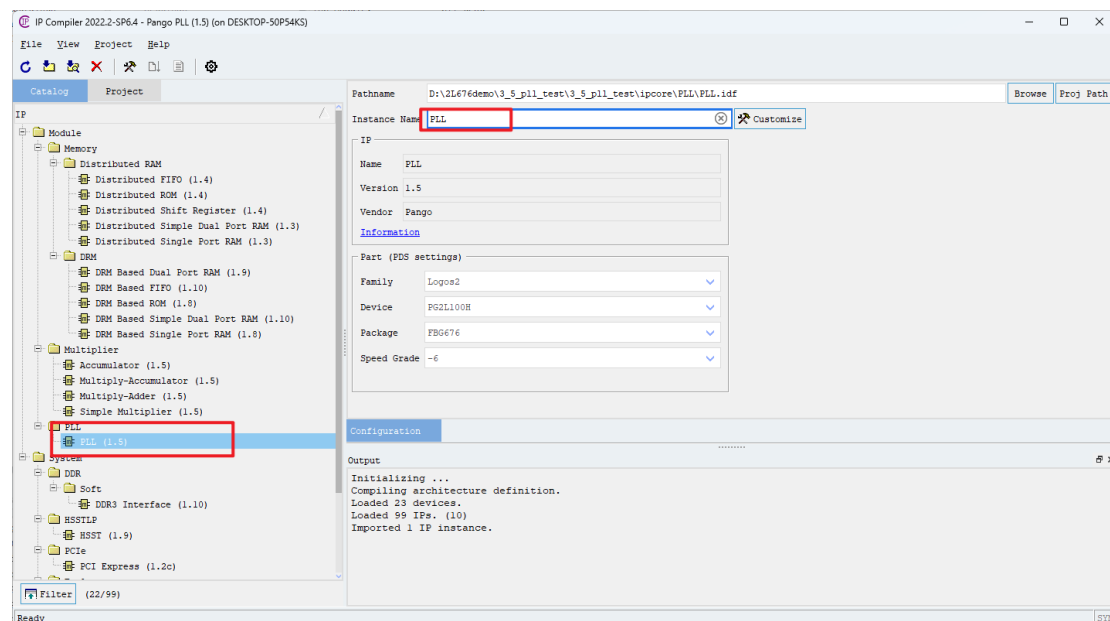 IP Compiler 2022.2-SP6.4 - Pango PLL (1.5) (on DESKTOP-50P54KS)
File View Project Help
Catalog Project
IP
Module
Memory
Distributed RAM
Distributed FIFO (1.4)
Distributed ROM (1.4)
Distributed Shift Register (1.4)
Distributed Simple Dual Port RAM (1.3)
Distributed Single Port RAM (1.3)
DRM
DRM Based Dual Port RAM (1.9)
DRM Based FIFO (1.10)
DRM Based ROM (1.8)
DRM Based Simple Dual Port RAM (1.10)
DRM Based Single Port RAM (1.8)
Multiplier
Accumulator (1.5)
Multiply-Accumulator (1.5)
Multiply-Adder (1.5)
Simple Multiplier (1.5)
PLL
PLL (1.5)
System
DDR
Soft
DDR3 Interface (1.10)
HSSTLP
HSST (1.9)
PCIe
PCI Express (1.2c)
Filter (22/99)
Pathname D:\2L676demo\3_5_pll_test\3_5_pll_test\ipcore\PLL\PLL.idf Browse Proj Path
Instance Name PLL Customize
IP
Name PLL
Version 1.5
Vendor Pango
Information
Part (PDS settings)
Family Logos2
Device PG2L100H
Package FBG676
Speed Grade -6
Configuration
Output
Initializing ...
Compiling architecture definition.
Loaded 23 devices.
Loaded 99 IPs. (10)
Imported 1 IP instance.
Ready